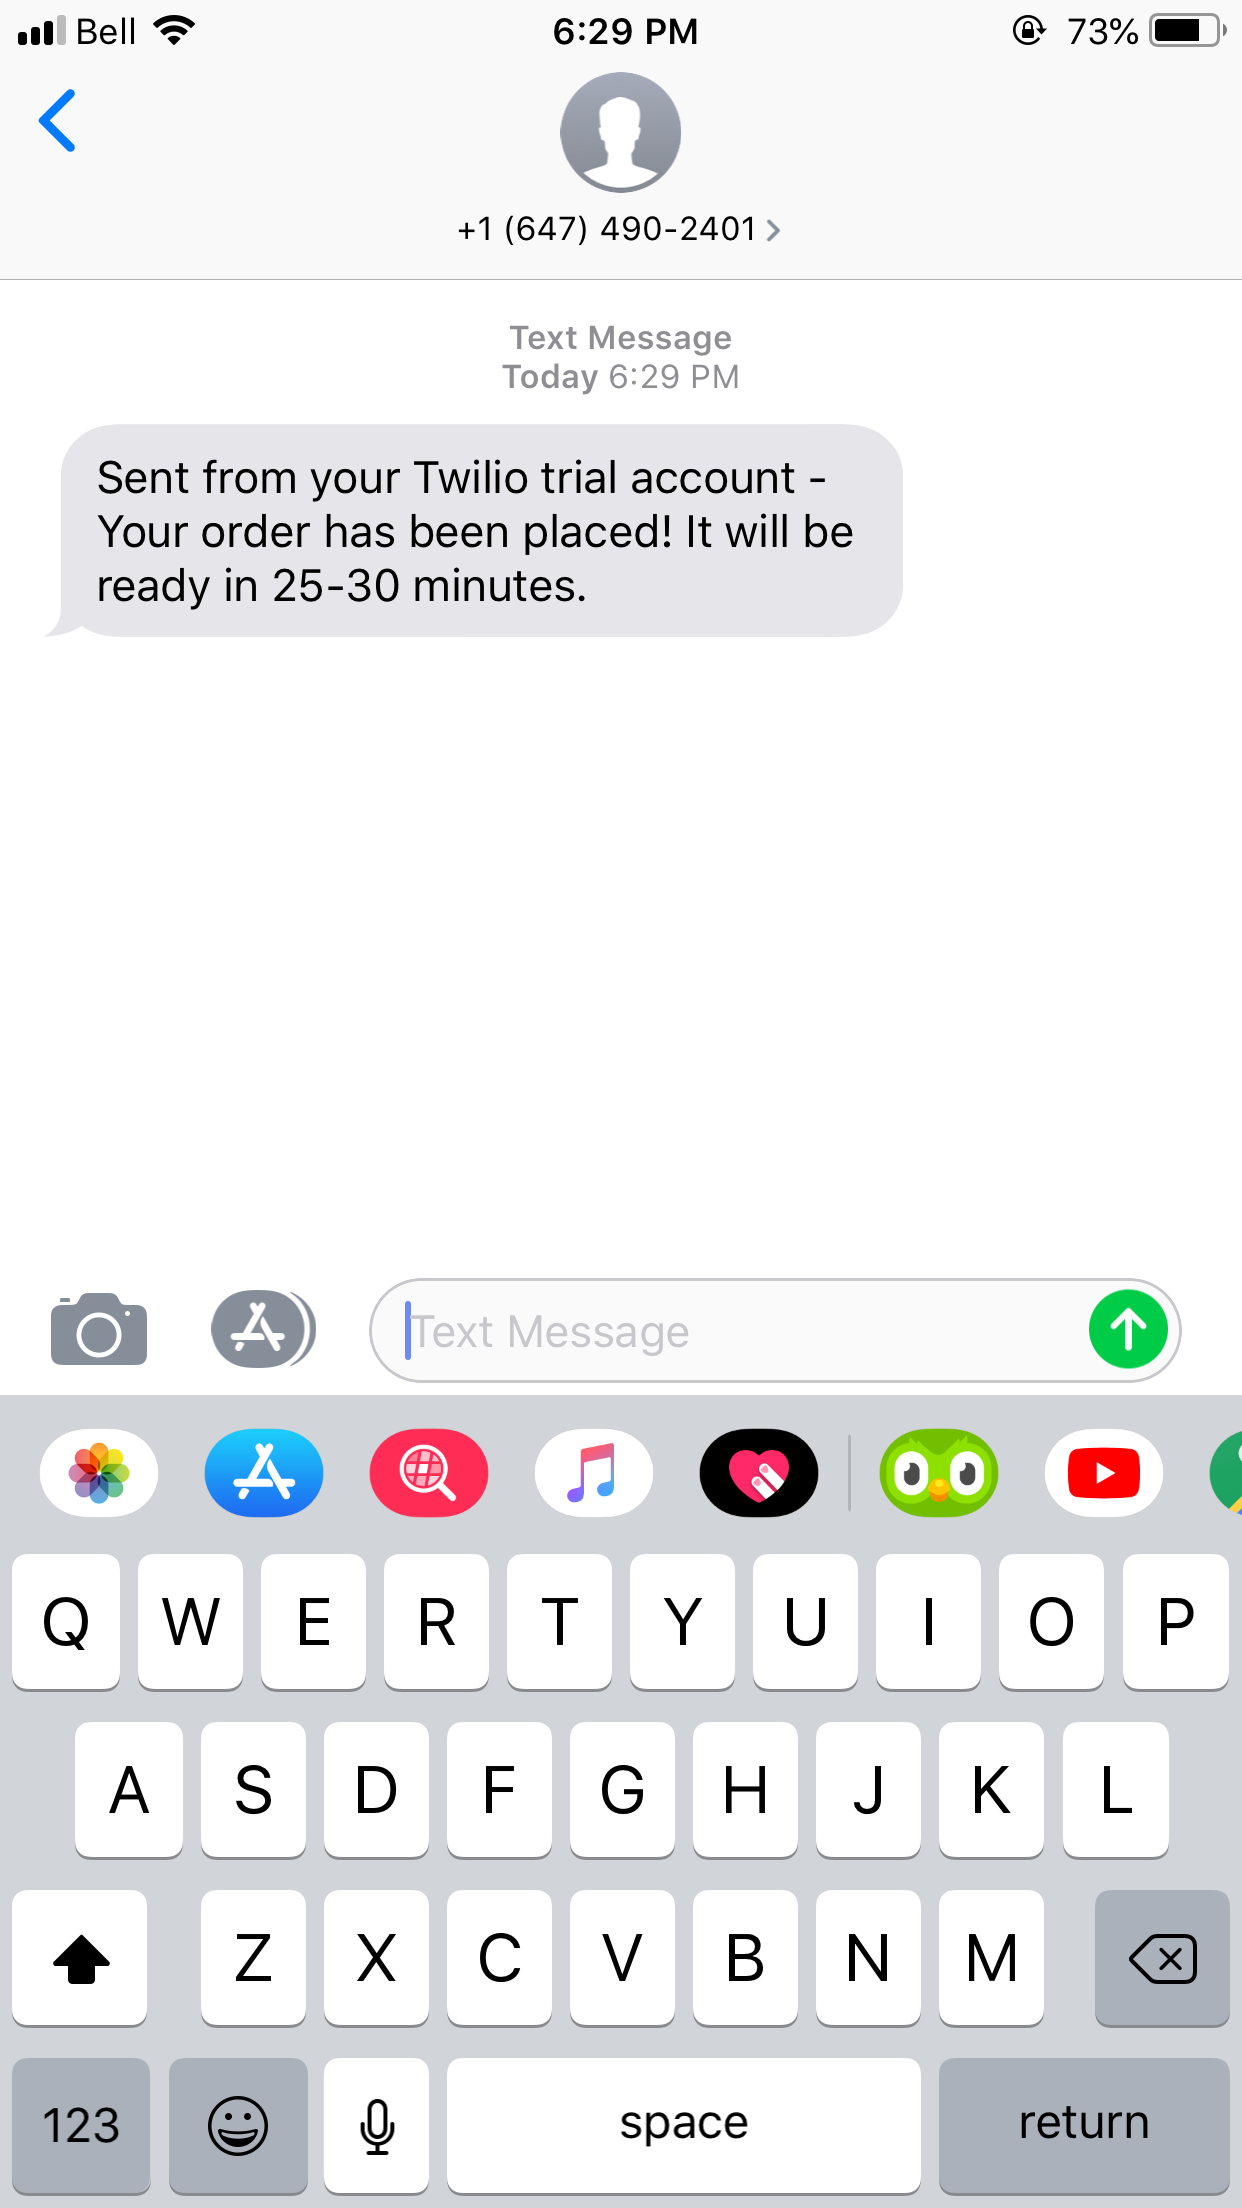 Bell 6:29 PM 73%
+1 (647) 490-2401
Text Message
Today 6:29 PM
Sent from your Twilio trial account -
Your order has been placed! It will be
ready in 25-30 minutes.
Text Message
Q W E R T Y U I O P
A S D F G H J K L
Z X C V B N M
123 space return